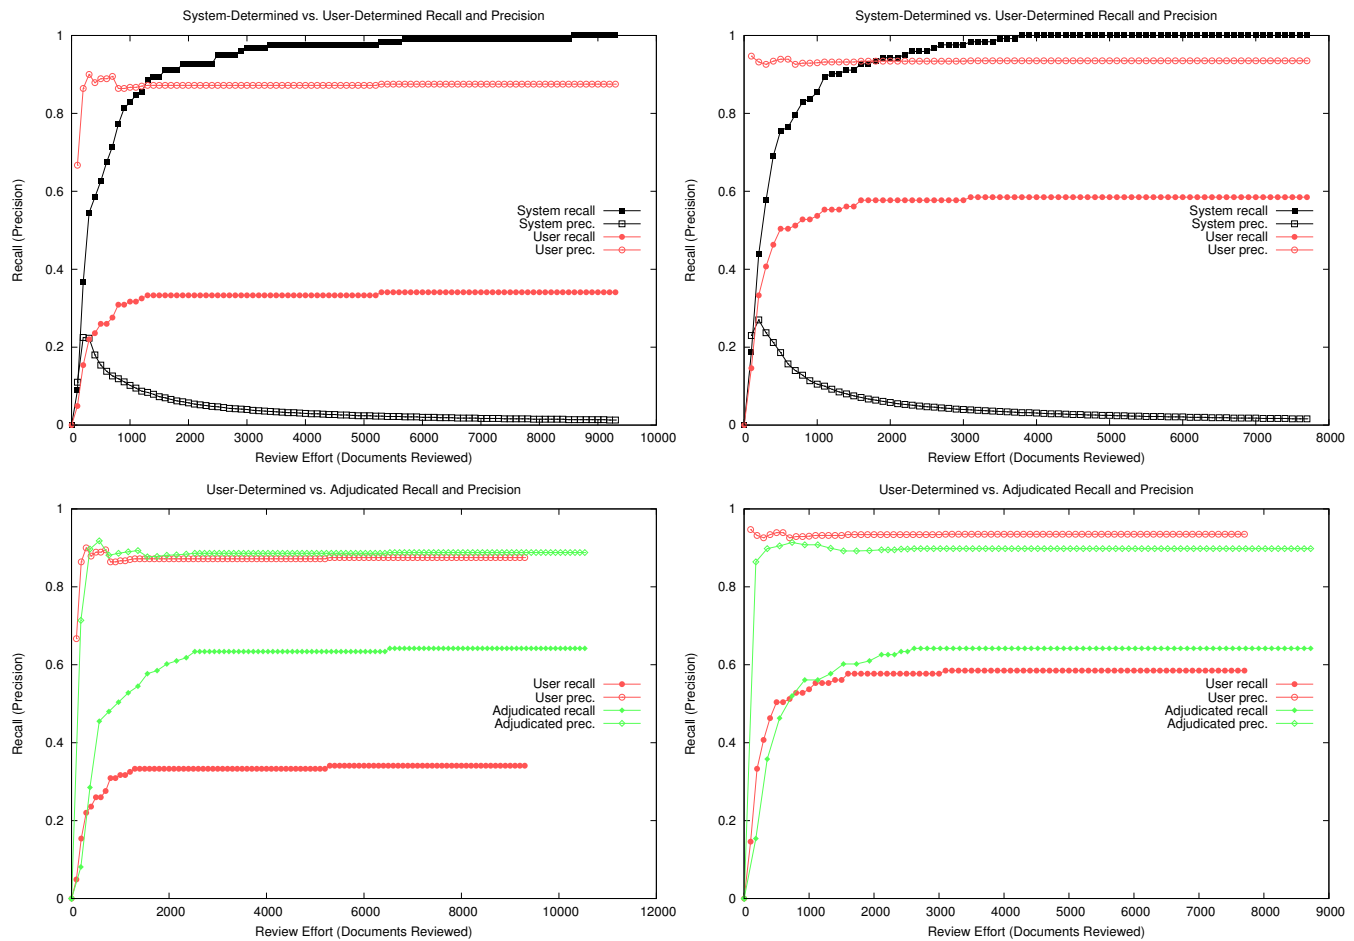 System-Determined vs. User-Determined Recall and Precision
1
0.8
0.6
0.4
0.2
0
Recall (Precision)
System recall
System prec.
User recall
User prec.
0 1000 2000 3000 4000 5000 6000 7000 8000 9000 10000
Review Effort (Documents Reviewed)
System-Determined vs. User-Determined Recall and Precision
1
0.8
0.6
0.4
0.2
0
Recall (Precision)
System recall
System prec.
User recall
User prec.
0 1000 2000 3000 4000 5000 6000 7000 8000
Review Effort (Documents Reviewed)
User-Determined vs. Adjudicated Recall and Precision
1
0.8
0.6
0.4
0.2
0
Recall (Precision)
User recall
User prec.
Adjudicated recall
Adjudicated prec.
0 2000 4000 6000 8000 10000 12000
Review Effort (Documents Reviewed)
User-Determined vs. Adjudicated Recall and Precision
1
0.8
0.6
0.4
0.2
0
Recall (Precision)
User recall
User prec.
Adjudicated recall
Adjudicated prec.
0 1000 2000 3000 4000 5000 6000 7000 8000 9000
Review Effort (Documents Reviewed)